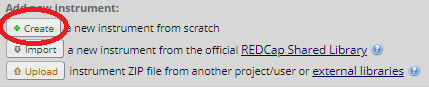 Add new instrument:
Create a new instrument from scratch
Import a new instrument from the official REDCap Shared Library
Upload instrument ZIP file from another project/user or external libraries